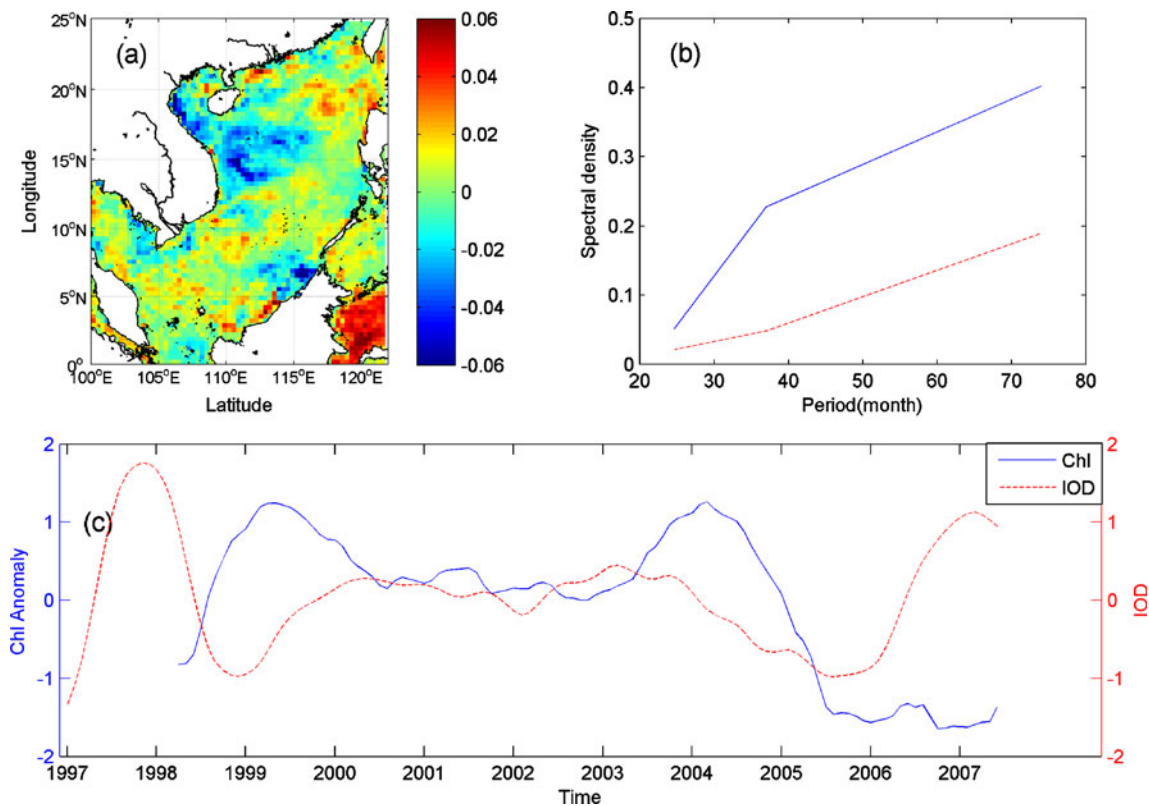 (a)
25°N
20°N
15°N
10°N
5°N
0°
100°E 105°E 110°E 115°E 120°E
Longitude
Latitude
0.06
0.04
0.02
0
-0.02
-0.04
-0.06
(b)
0.5
0.4
0.3
0.2
0.1
0
20 30 40 50 60 70 80
Spectral density
Period(month)
(c)
2
1
0
-1
-2
Chl Anomaly
1997 1998 1999 2000 2001 2002 2003 2004 2005 2006 2007
Time
Chl
IOD
2
1
0
-1
-2
IOD